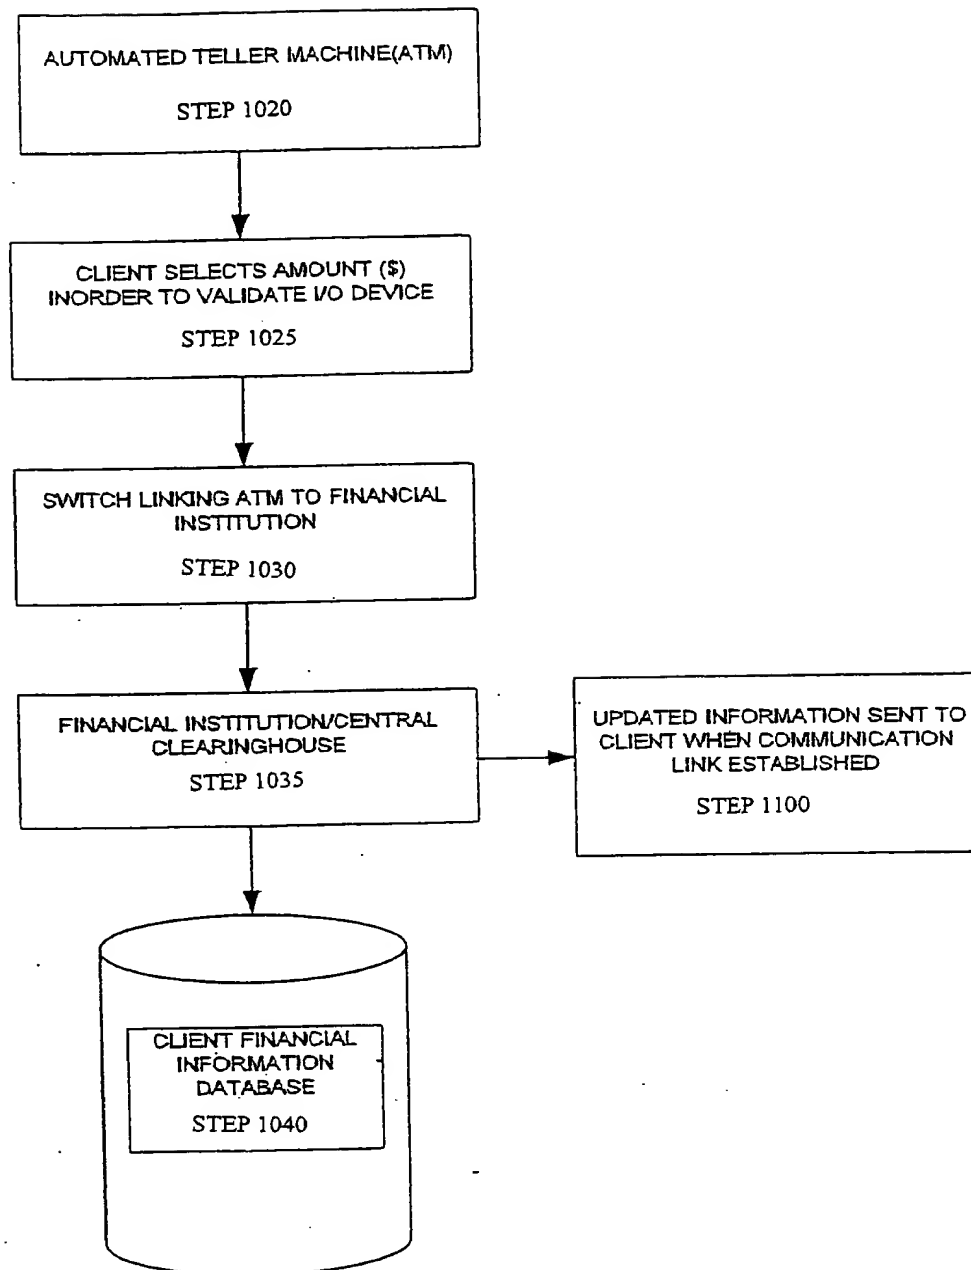 AUTOMATED TELLER MACHINE(ATM)
STEP 1020
CLIENT SELECTS AMOUNT ($)
INORDER TO VALIDATE I/O DEVICE
STEP 1025
SWITCH LINKING ATM TO FINANCIAL
INSTITUTION
STEP 1030
FINANCIAL INSTITUTION/CENTRAL
CLEARINGHOUSE
STEP 1035
UPDATED INFORMATION SENT TO
CLIENT WHEN COMMUNICATION
LINK ESTABLISHED
STEP 1100
CLIENT FINANCIAL
INFORMATION
DATABASE
STEP 1040